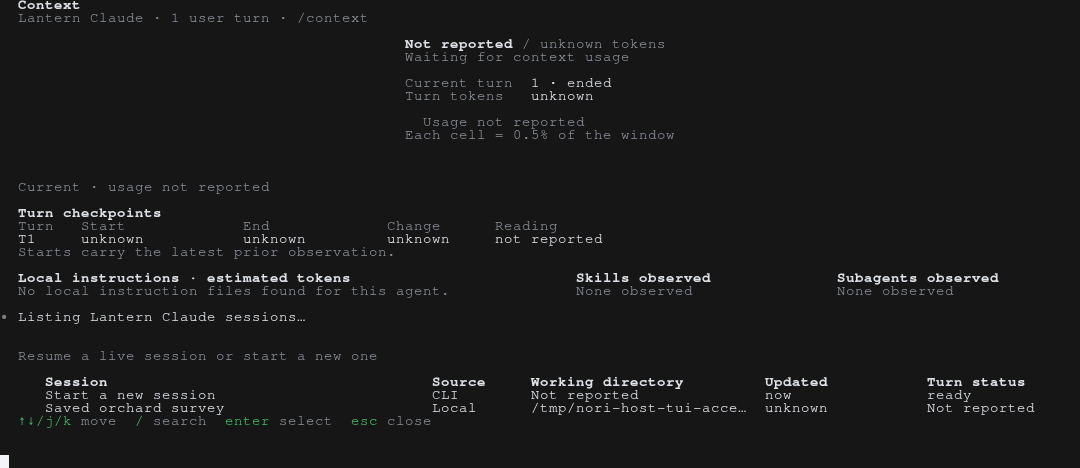 Context
Lantern Claude · 1 user turn · /context
Not reported / unknown tokens
Waiting for context usage
Current turn  1 · ended
Turn tokens   unknown
Usage not reported
Each cell = 0.5% of the window
Current · usage not reported
Turn checkpoints
Turn   Start   End   Change   Reading
T1   unknown   unknown   unknown   not reported
Starts carry the latest prior observation.
Local instructions · estimated tokens   Skills observed   Subagents observed
No local instruction files found for this agent.   None observed   None observed
• Listing Lantern Claude sessions…
Resume a live session or start a new one
Session   Source   Working directory   Updated   Turn status
Start a new session   CLI   Not reported   now   ready
Saved orchard survey   Local   /tmp/nori-host-tui-acce…   unknown   Not reported
↑↓/j/k move  / search  enter select  esc close